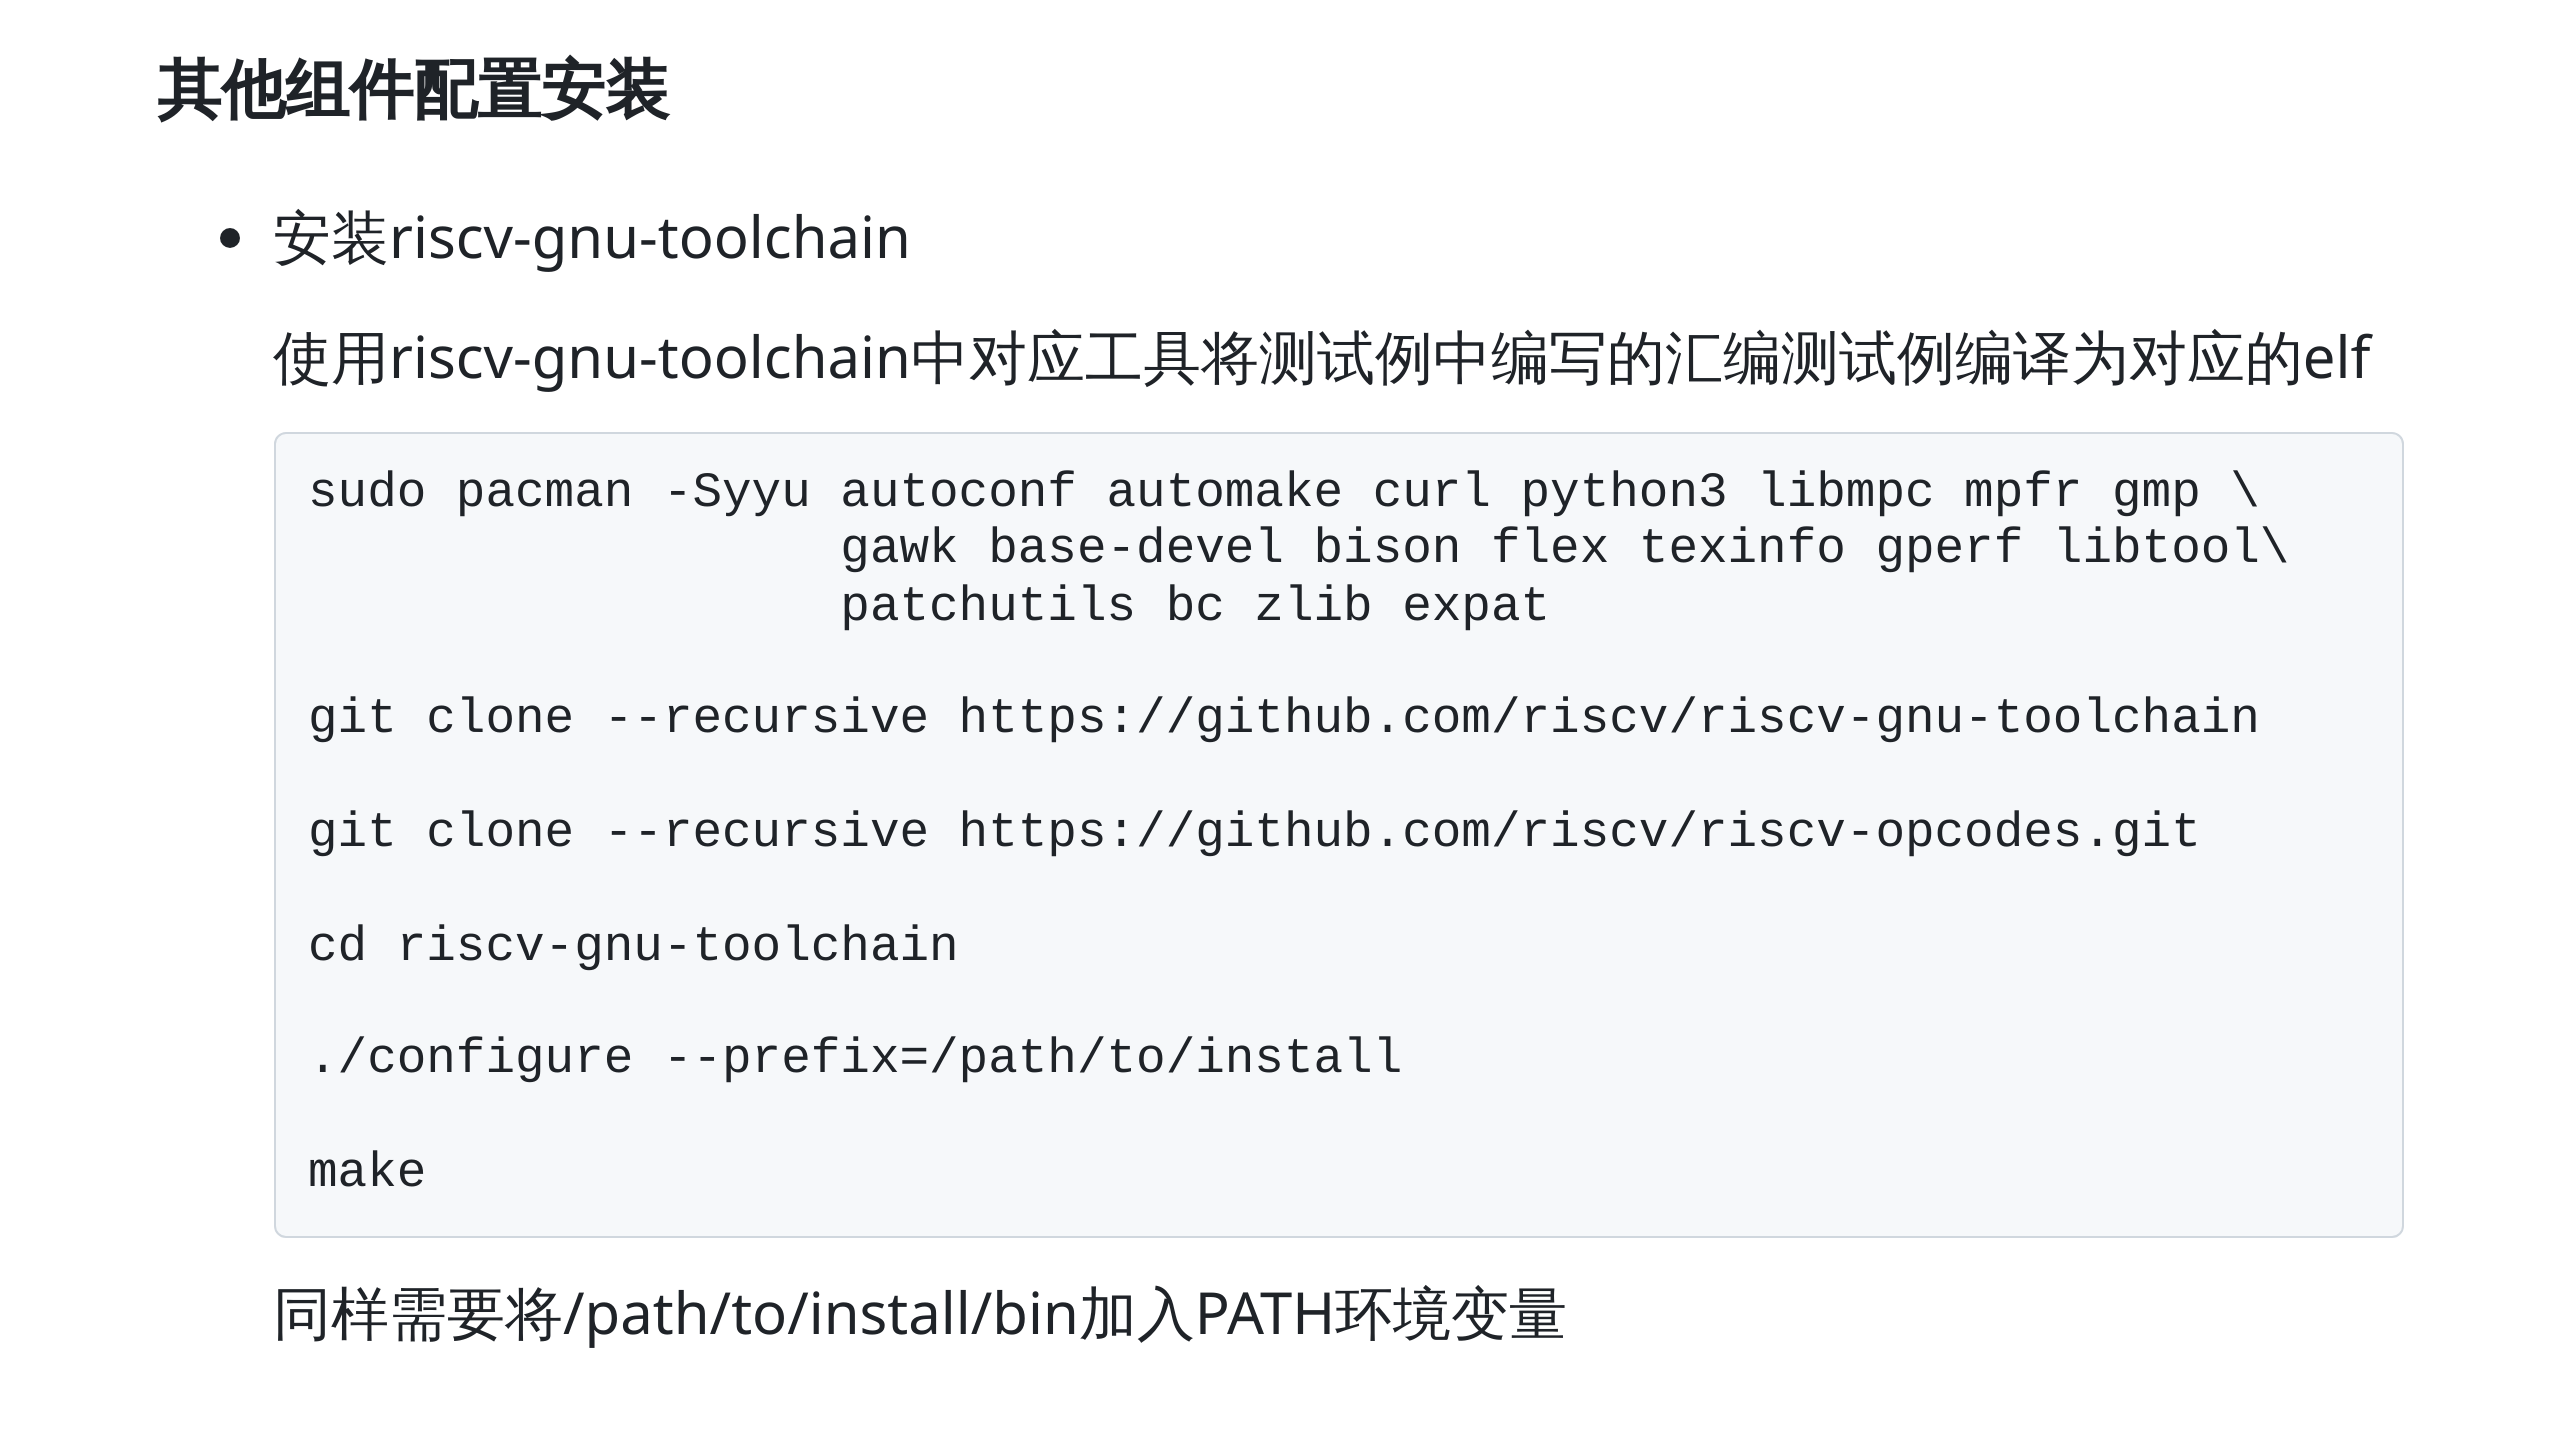 其他组件配置安装
安装riscv-gnu-toolchain
使用riscv-gnu-toolchain中对应工具将测试例中编写的汇编测试例编译为对应的elf
sudo pacman -Syyu autoconf automake curl python3 libmpc mpfr gmp \
gawk base-devel bison flex texinfo gperf libtool\
patchutils bc zlib expat
git clone --recursive https://github.com/riscv/riscv-gnu-toolchain
git clone --recursive https://github.com/riscv/riscv-opcodes.git
cd riscv-gnu-toolchain
./configure --prefix=/path/to/install
make
同样需要将/path/to/install/bin加入PATH环境变量